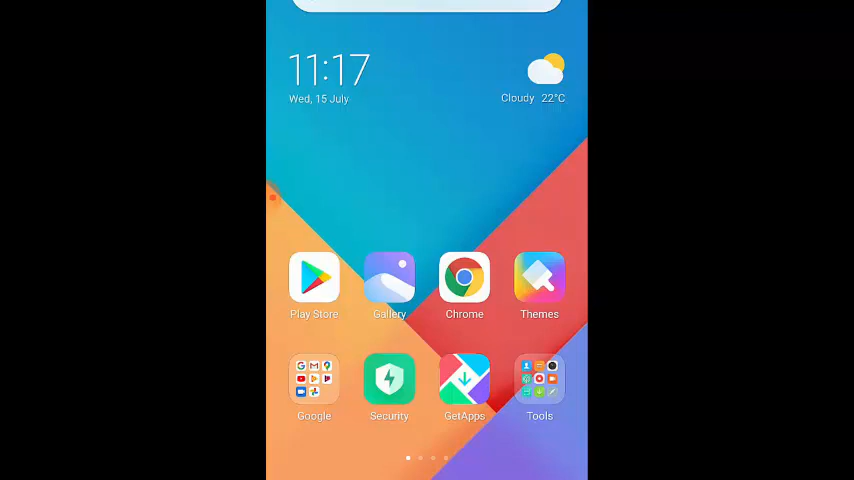 11:17
Wed, 15 July
Cloudy 22°C
Play Store
Gallery
Chrome
Themes
Google
Security
GetApps
Tools